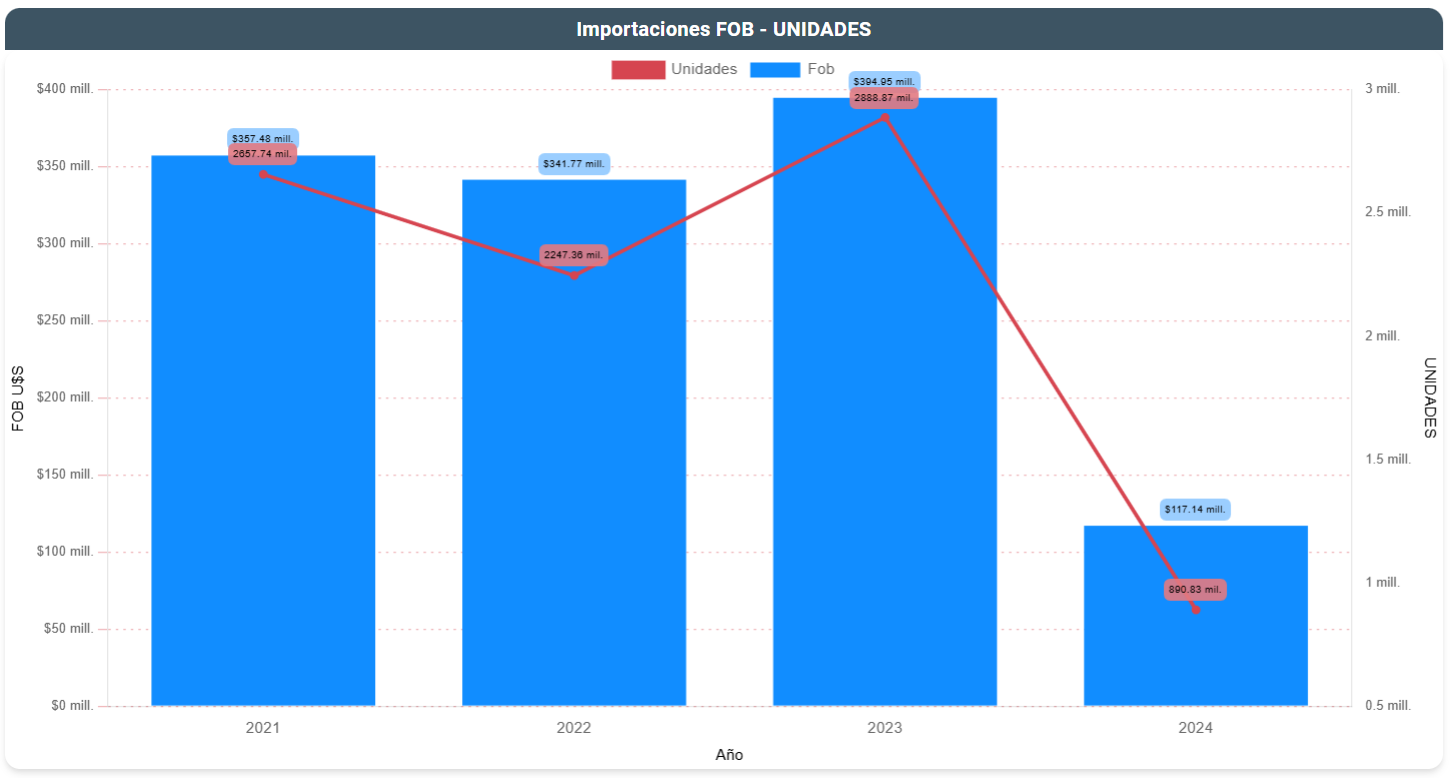 Importaciones FOB - UNIDADES
Unidades Fob
$400 mill.
$350 mill.
$300 mill.
$250 mill.
$200 mill.
$150 mill.
$100 mill.
$50 mill.
$0 mill.
FOB U$S
$357.48 mill.
2657.74 mil.
$341.77 mill.
2247.36 mil.
$394.95 mill.
2888.87 mil.
$117.14 mill.
890.83 mil.
3 mill.
2.5 mill.
2 mill.
1.5 mill.
1 mill.
0.5 mill.
UNIDADES
2021 2022 2023 2024
Año